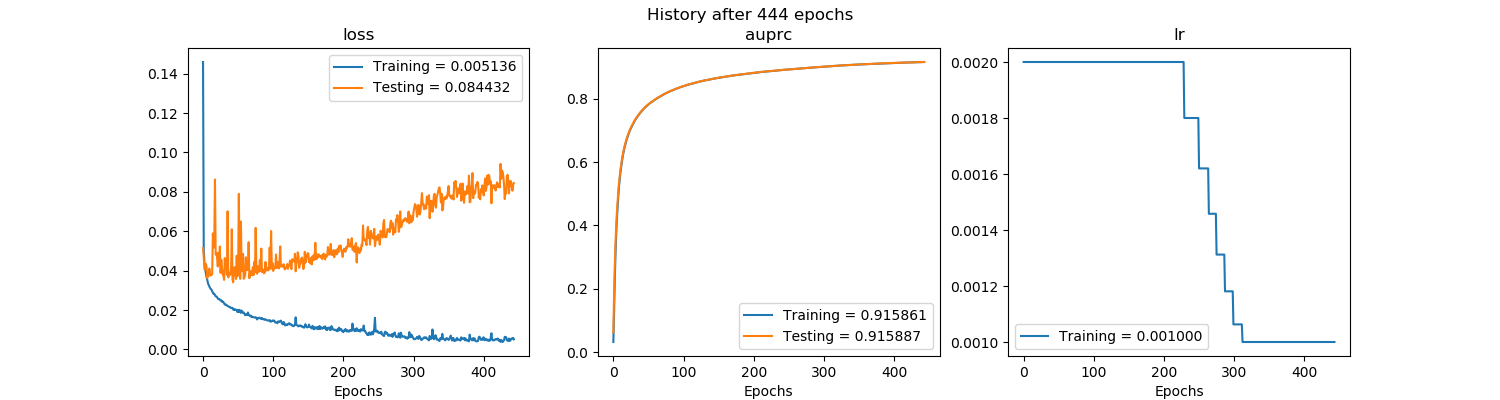 History after 444 epochs
loss
0.14
0.12
0.10
0.08
0.06
0.04
0.02
0.00
Training = 0.005136
Testing = 0.084432
0 100 200 300 400
Epochs
auprc
0.8
0.6
0.4
0.2
0.0
Training = 0.915861
Testing = 0.915887
0 100 200 300 400
Epochs
lr
0.0020
0.0018
0.0016
0.0014
0.0012
0.0010
Training = 0.001000
0 100 200 300 400
Epochs